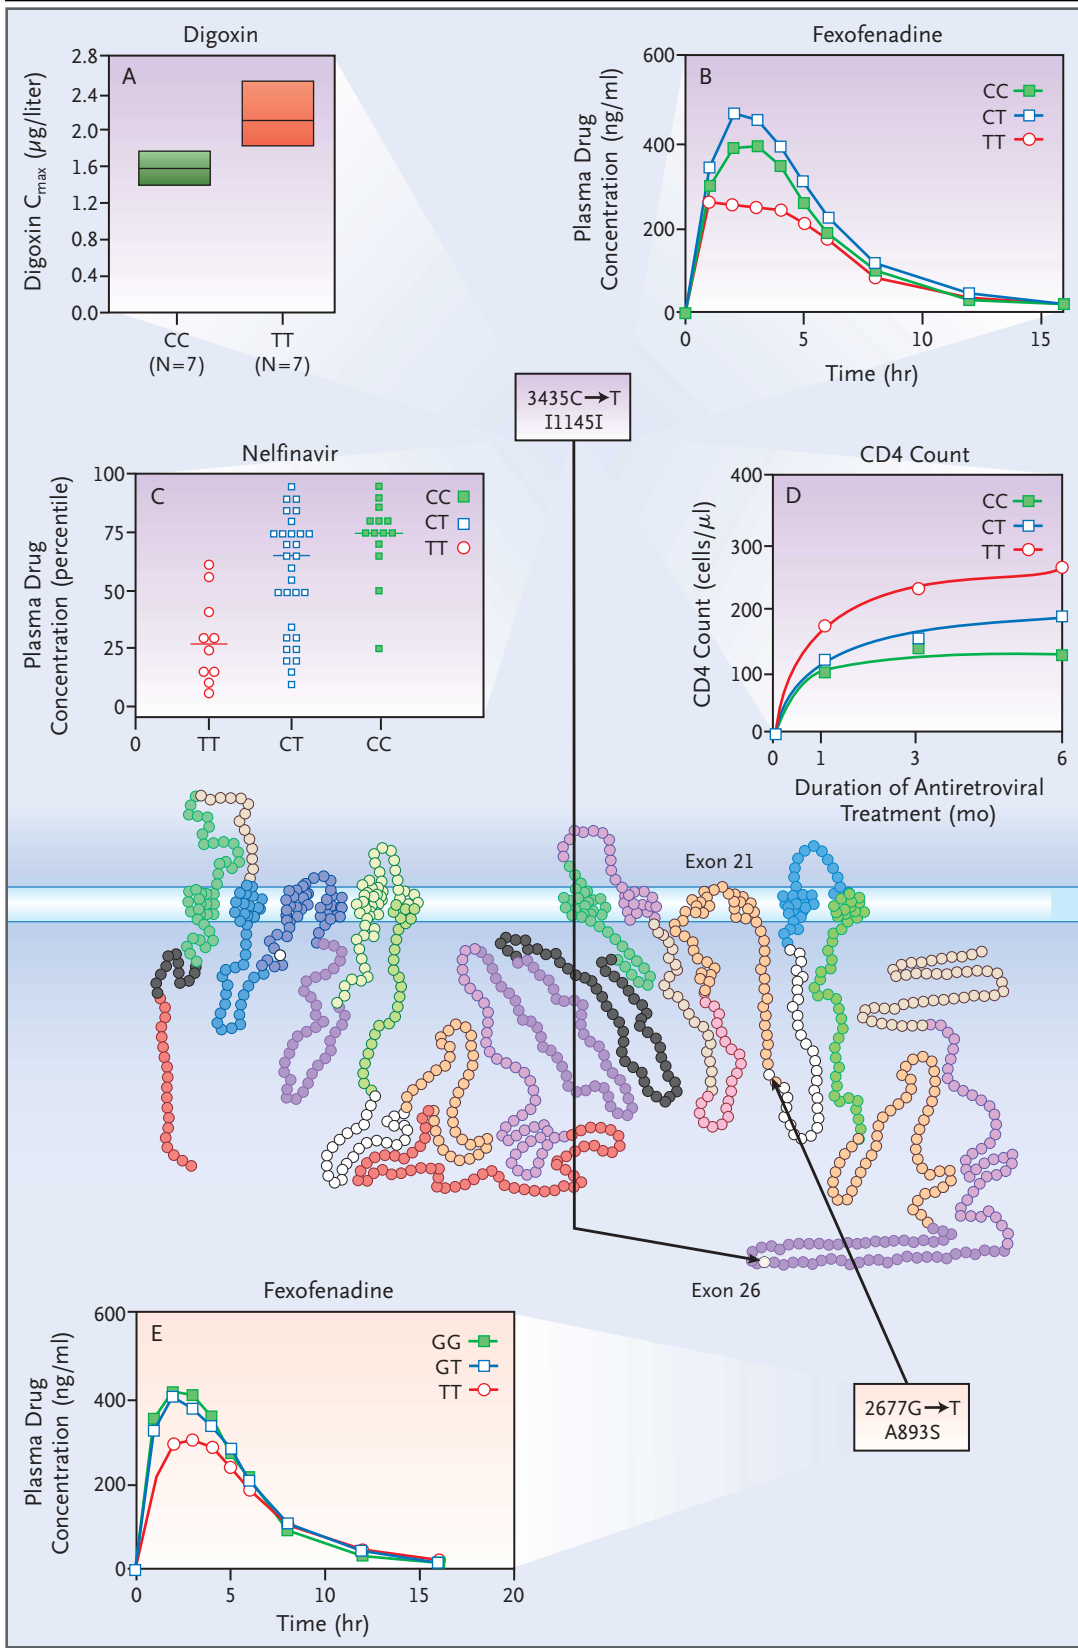 Digoxin
A
Digoxin Cmax (µg/liter)
2.8
2.4
2.0
1.6
1.2
0.8
0.4
0.0
CC
(N=7)
TT
(N=7)
Fexofenadine
B
Plasma Drug
Concentration (ng/ml)
600
400
200
0
CC
CT
TT
0
5
10
15
Time (hr)
3435C→T
I1145I
Nelfinavir
C
Plasma Drug
Concentration (percentile)
100
75
50
25
0
CC
CT
TT
0
TT
CT
CC
CD4 Count
D
CD4 Count (cells/µl)
400
300
200
100
0
CC
CT
TT
0
1
3
6
Duration of Antiretroviral
Treatment (mo)
Exon 21
Exon 26
Fexofenadine
E
Plasma Drug
Concentration (ng/ml)
600
400
200
0
GG
GT
TT
0
5
10
15
20
Time (hr)
2677G→T
A893S